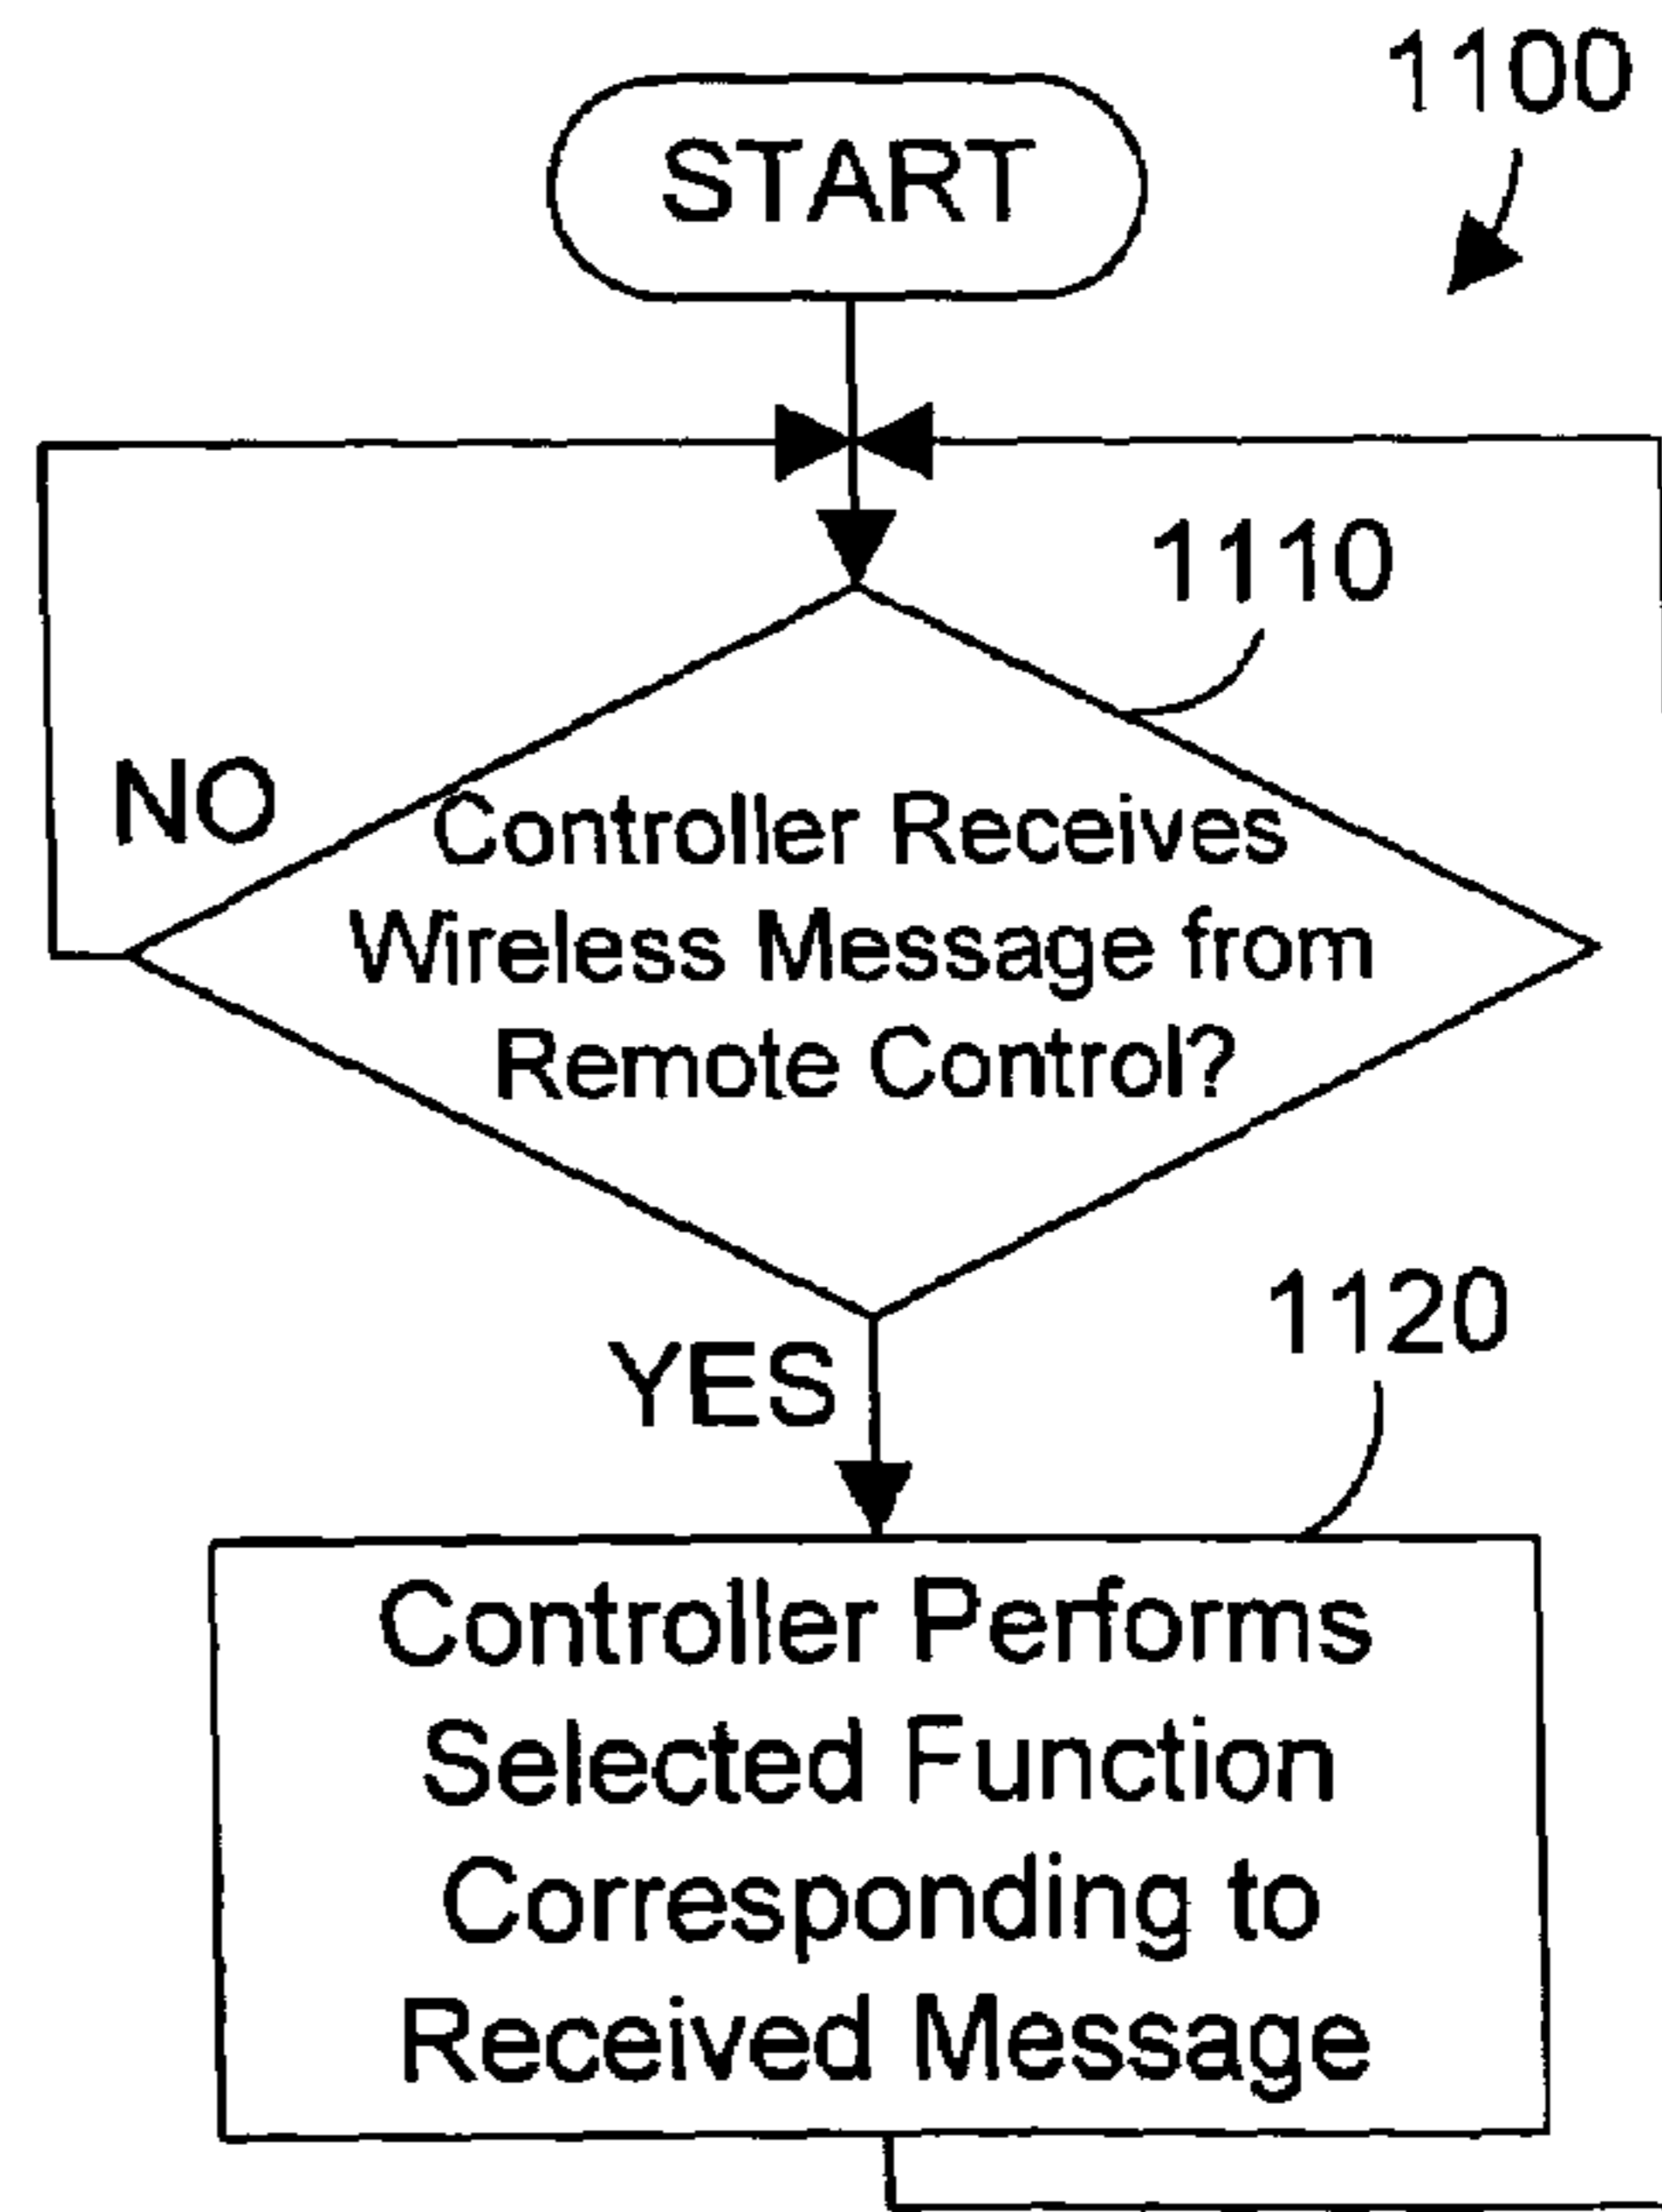 1100
START
1110
NO
Controller Receives
Wireless Message from
Remote Control?
YES
1120
Controller Performs
Selected Function
Corresponding to
Received Message